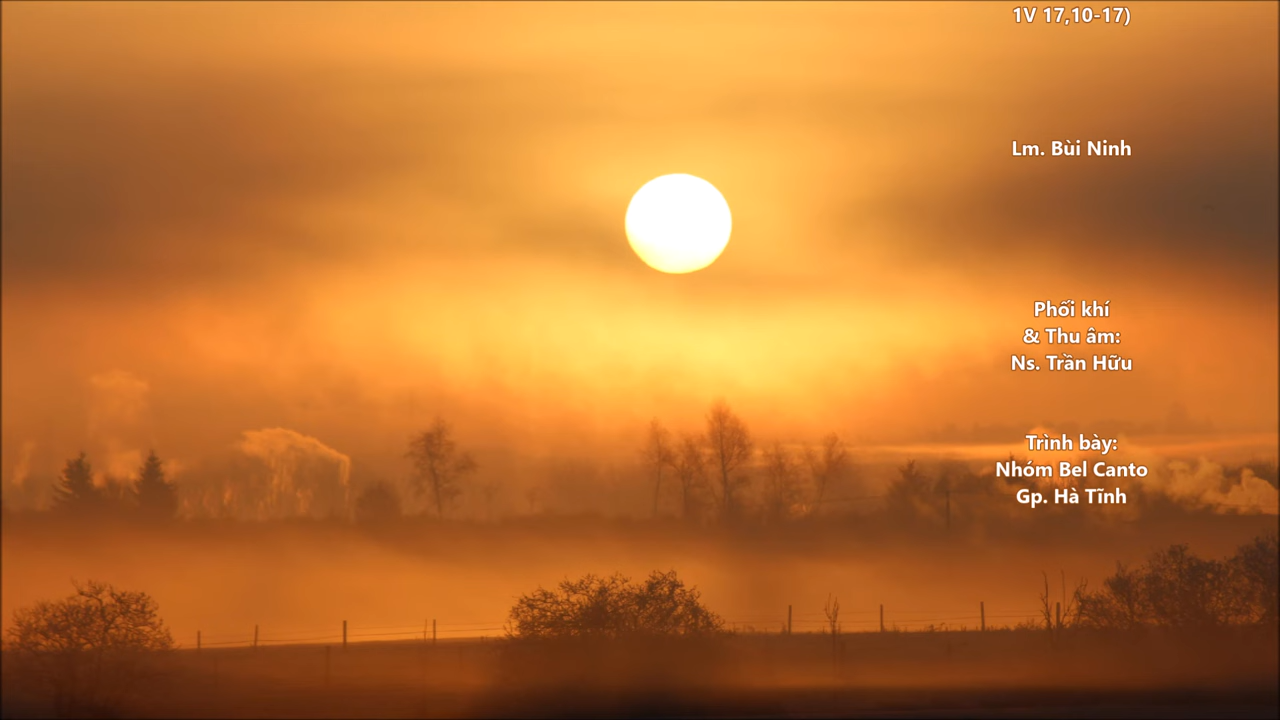 1V 17,10-17)
Lm. Bùi Ninh
Phối khí
& Thu âm:
Ns. Trần Hữu
Trình bày:
Nhóm Bel Canto
Gp. Hà Tĩnh